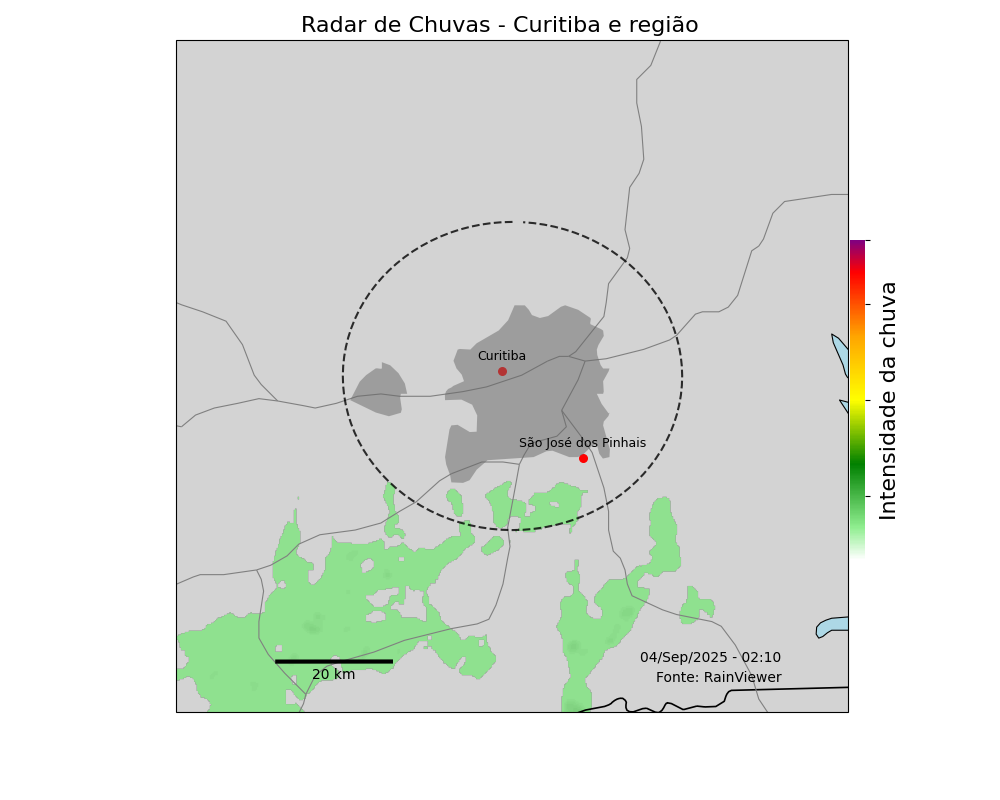 Radar de Chuvas - Curitiba e região
Curitiba
São José dos Pinhais
Intensidade da chuva
04/Sep/2025 - 02:10
Fonte: RainViewer
20 km